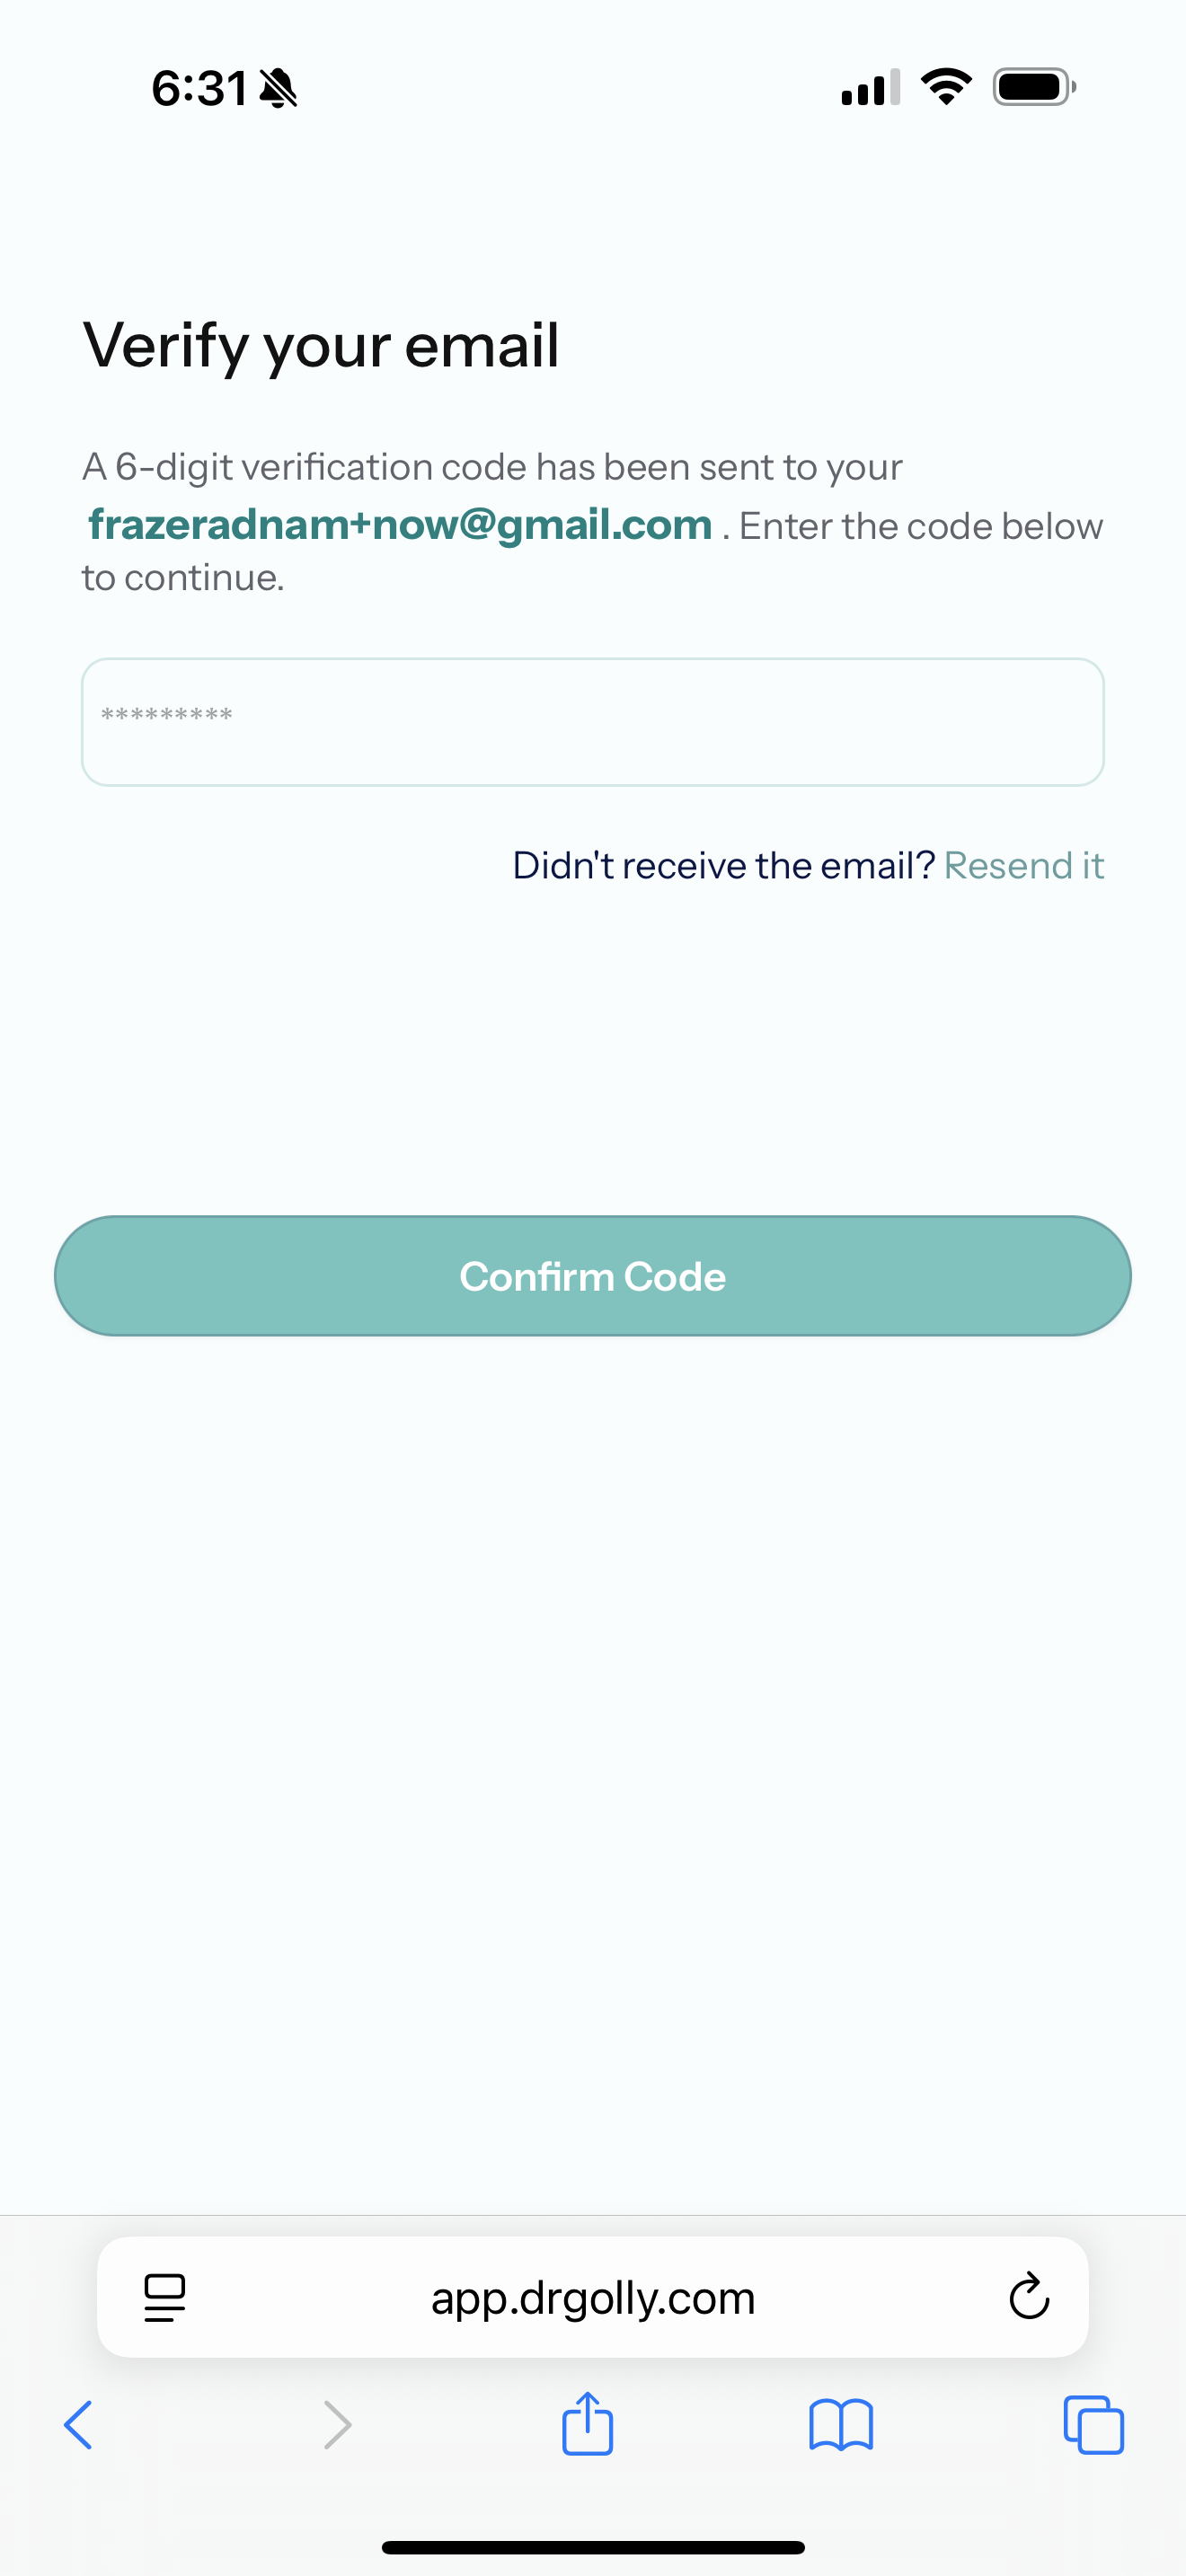 6:31
Verify your email
A 6-digit verification code has been sent to your
frazeradnam+now@gmail.com . Enter the code below
to continue.
*********
Didn't receive the email? Resend it
Confirm Code
app.drgolly.com